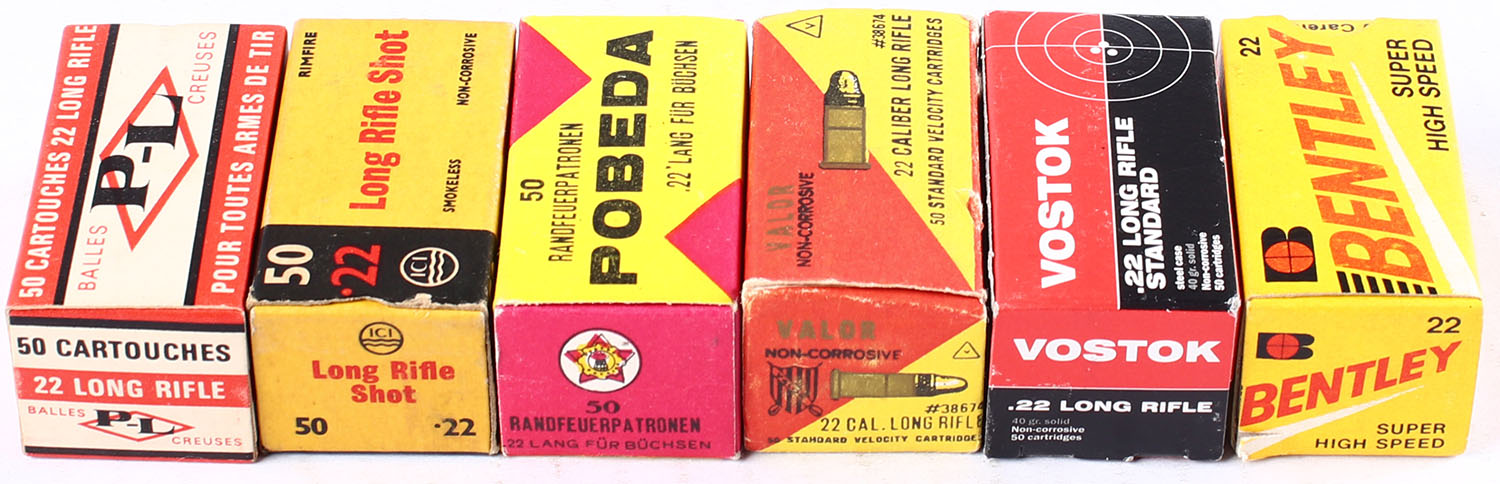 50 CARTOUCHES 22 LONG RIFLE
BALLES P-L CREUSES
POUR TOUTES ARMES DE TIR
50 CARTOUCHES
22 LONG RIFLE
BALLES P-L CREUSES
RIMFIRE
NON-CORROSIVE
Long Rifle Shot
SMOKELESS
50
.22
ICI
ICI
Long Rifle
Shot
50 .22
50
RANDFEUERPATRONEN
POBEDA
.22" LANG FÜR BÜCHSEN
50
RANDFEUERPATRONEN
.22 LANG FÜR BÜCHSEN
VALOR
NON-CORROSIVE
#38674
22 CALIBER LONG RIFLE
50 STANDARD VELOCITY CARTRIDGES
VALOR
NON-CORROSIVE
#38674
22 CAL. LONG RIFLE
50 STANDARD VELOCITY CARTRIDGES
VOSTOK
.22 LONG RIFLE
STANDARD
steel case
40 gr. solid
Non-corrosive
50 cartridges
VOSTOK
.22 LONG RIFLE
40 gr. solid
Non-corrosive
50 cartridges
22
B BENTLEY
SUPER
HIGH SPEED
22
B
BENTLEY
SUPER
HIGH SPEED